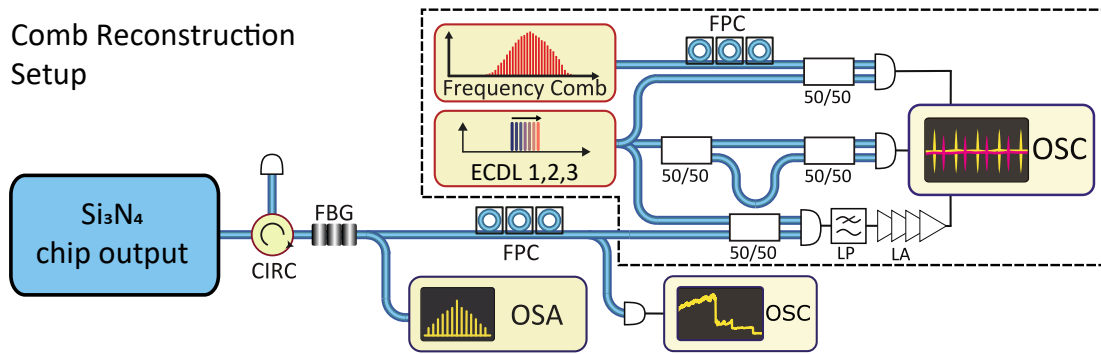 Comb Reconstruction
Setup
FPC
Frequency Comb
50/50
ECDL 1,2,3
50/50
50/50
OSC
Si₃N₄
chip output
CIRC
FBG
FPC
50/50
LP
LA
OSA
OSC